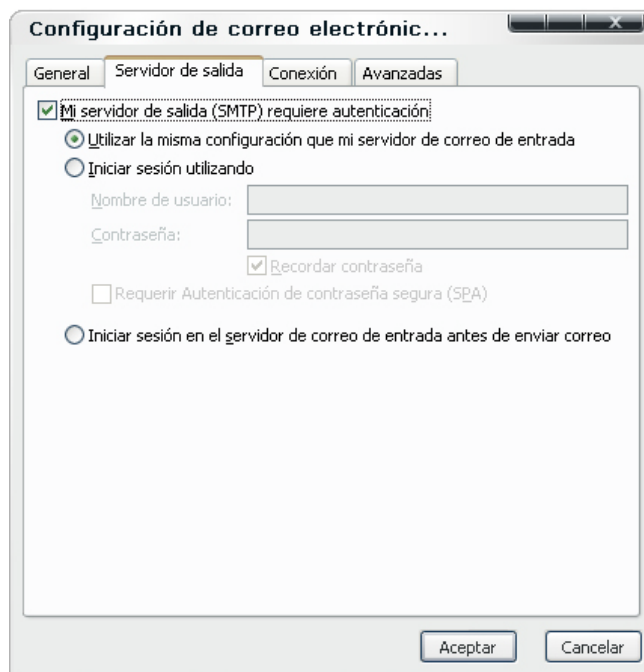 Configuración de correo electrónic...
General Servidor de salida Conexión Avanzadas
Mi servidor de salida (SMTP) requiere autenticación
Utilizar la misma configuración que mi servidor de correo de entrada
Iniciar sesión utilizando
Nombre de usuario:
Contraseña:
Recordar contraseña
Requerir Autenticación de contraseña segura (SPA)
Iniciar sesión en el servidor de correo de entrada antes de enviar correo
Aceptar Cancelar